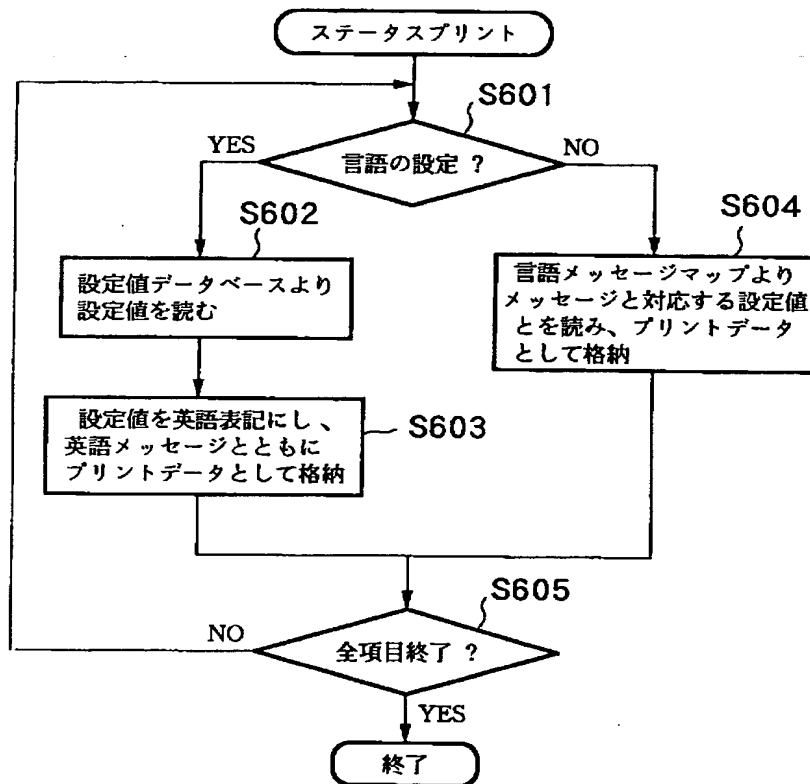 ステータスプリント
S601
YES
言語の設定 ?
NO
S602
S604
設定値データベースより
設定値を読む
言語メッセージマップより
メッセージと対応する設定値
とを読み、プリントデータ
として格納
設定値を英語表記にし、
英語メッセージとともに
プリントデータとして格納
S603
S605
NO
全項目終了 ?
YES
終了